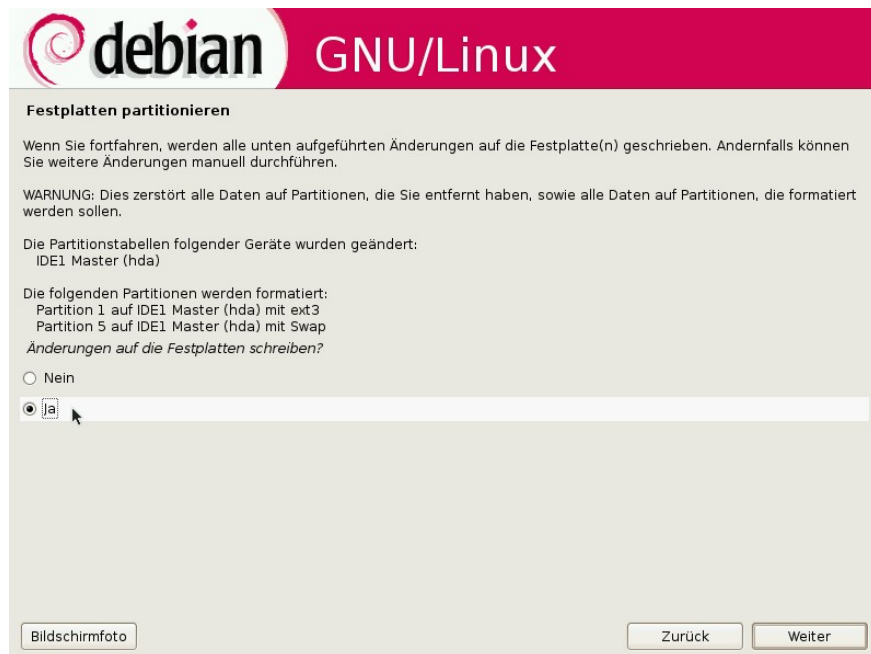 debian GNU/Linux
Festplatten partitionieren
Wenn Sie fortfahren, werden alle unten aufgeführten Änderungen auf die Festplatte(n) geschrieben. Andernfalls können
Sie weitere Änderungen manuell durchführen.
WARNUNG: Dies zerstört alle Daten auf Partitionen, die Sie entfernt haben, sowie alle Daten auf Partitionen, die formatiert
werden sollen.
Die Partitionstabellen folgender Geräte wurden geändert:
IDE1 Master (hda)
Die folgenden Partitionen werden formatiert:
Partition 1 auf IDE1 Master (hda) mit ext3
Partition 5 auf IDE1 Master (hda) mit Swap
Änderungen auf die Festplatten schreiben?
Nein
Ja
Bildschirmfoto Zurück Weiter